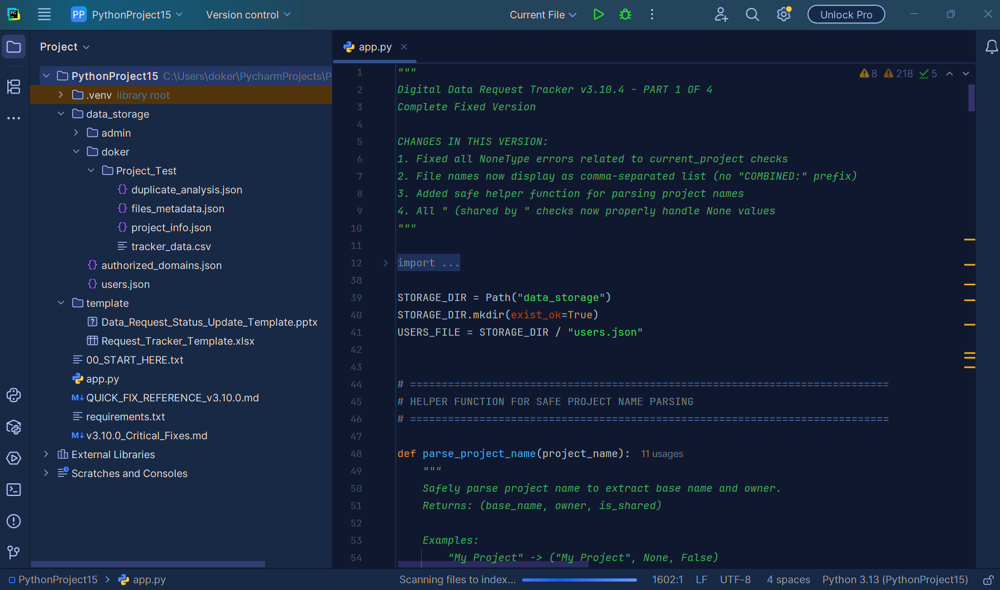 PC
PP PythonProject15
Version control
Current File
Unlock Pro
Project
PythonProject15 C:\Users\doker\PycharmProjects\P
.venv library root
data_storage
admin
doker
Project_Test
{} duplicate_analysis.json
{} files_metadata.json
{} project_info.json
tracker_data.csv
{} authorized_domains.json
{} users.json
template
Data_Request_Status_Update_Template.pptx
Request_Tracker_Template.xlsx
00_START_HERE.txt
app.py
M↓ QUICK_FIX_REFERENCE_v3.10.0.md
requirements.txt
M↓ v3.10.0_Critical_Fixes.md
External Libraries
Scratches and Consoles
app.py
8 218 5
1 """
2 Digital Data Request Tracker v3.10.4 - PART 1 OF 4
3 Complete Fixed Version
4
5 CHANGES IN THIS VERSION:
6 1. Fixed all NoneType errors related to current_project checks
7 2. File names now display as comma-separated list (no "COMBINED:" prefix)
8 3. Added safe helper function for parsing project names
9 4. All " (shared by " checks now properly handle None values
10 """
11
12 import ...
38
39 STORAGE_DIR = Path("data_storage")
40 STORAGE_DIR.mkdir(exist_ok=True)
41 USERS_FILE = STORAGE_DIR / "users.json"
42
43
44 # ============================================================================
45 # HELPER FUNCTION FOR SAFE PROJECT NAME PARSING
46 # ============================================================================
47
48 def parse_project_name(project_name): 11 usages
49 """
50 Safely parse project name to extract base name and owner.
51 Returns: (base_name, owner, is_shared)
52
53 Examples:
54 "My Project" -> ("My Project", None, False)
PythonProject15 > app.py
Scanning files to index...
1602:1 LF UTF-8 4 spaces Python 3.13 (PythonProject15)